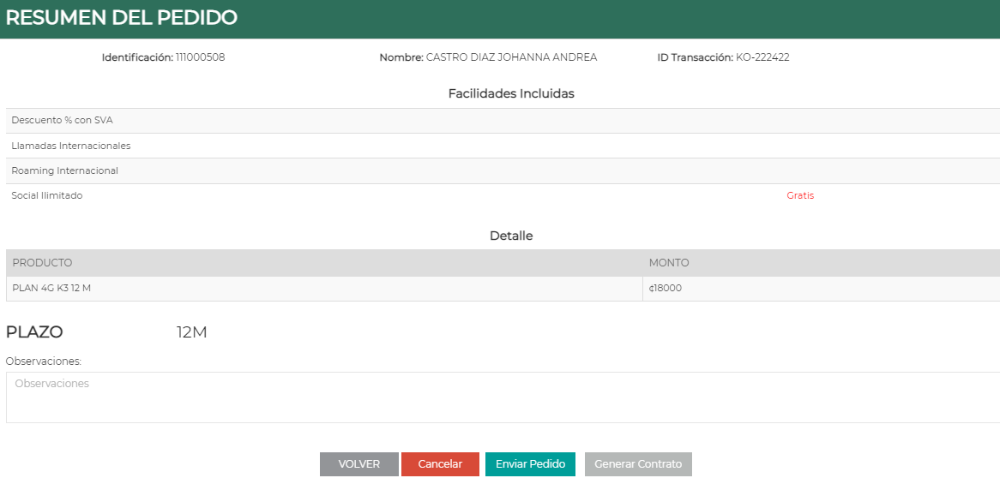 RESUMEN DEL PEDIDO
Identificación: 111000508 Nombre: CASTRO DIAZ JOHANNA ANDREA ID Transacción: KO-222422
Facilidades Incluidas
Descuento % con SVA
Llamadas Internacionales
Roaming Internacional
Social Ilimitado Gratis
Detalle
PRODUCTO MONTO
PLAN 4G K3 12 M ¢18000
PLAZO 12M
Observaciones:
Observaciones
VOLVER Cancelar Enviar Pedido Generar Contrato